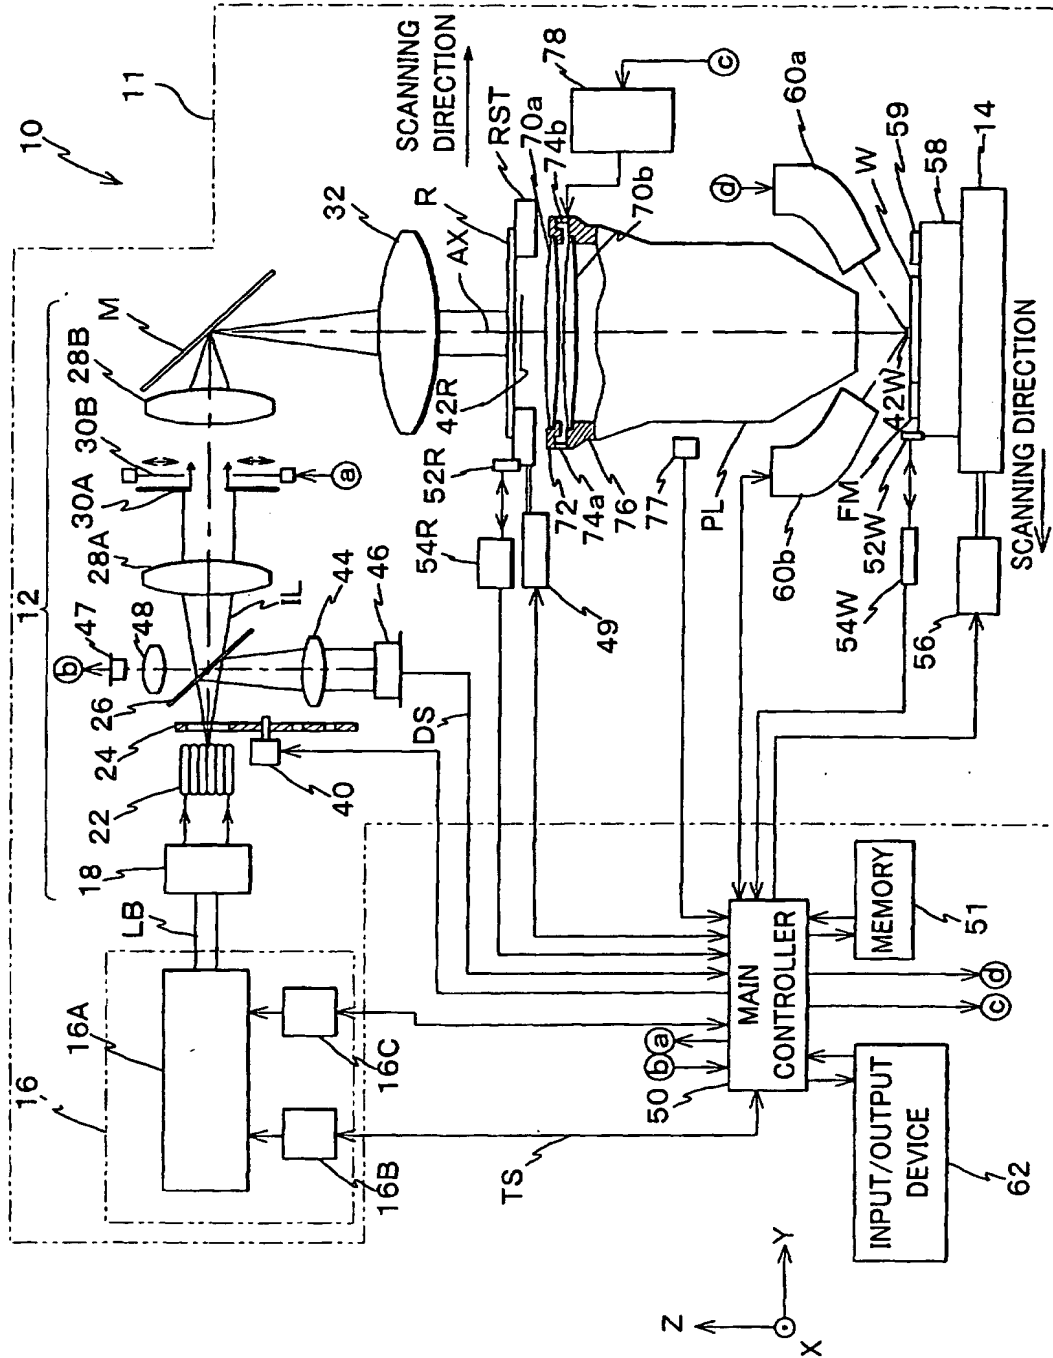 10
11
12
M
28B
30B
30A
28A
47
48
b
26
24
22
18
LB
16A
16
IL
44
46
DS
40
a
32
R
RST
SCANNING
DIRECTION
78
70a
74b
c
AX
42R
52R
54R
49
72
74a
76
77
70b
PL
d
60a
60b
59
W
58
14
FM
42W
52W
54W
56
SCANNING DIRECTION
16C
16B
TS
b
a
50
MAIN
CONTROLLER
MEMORY
51
c
d
INPUT/OUTPUT
DEVICE
62
Z
Y
X